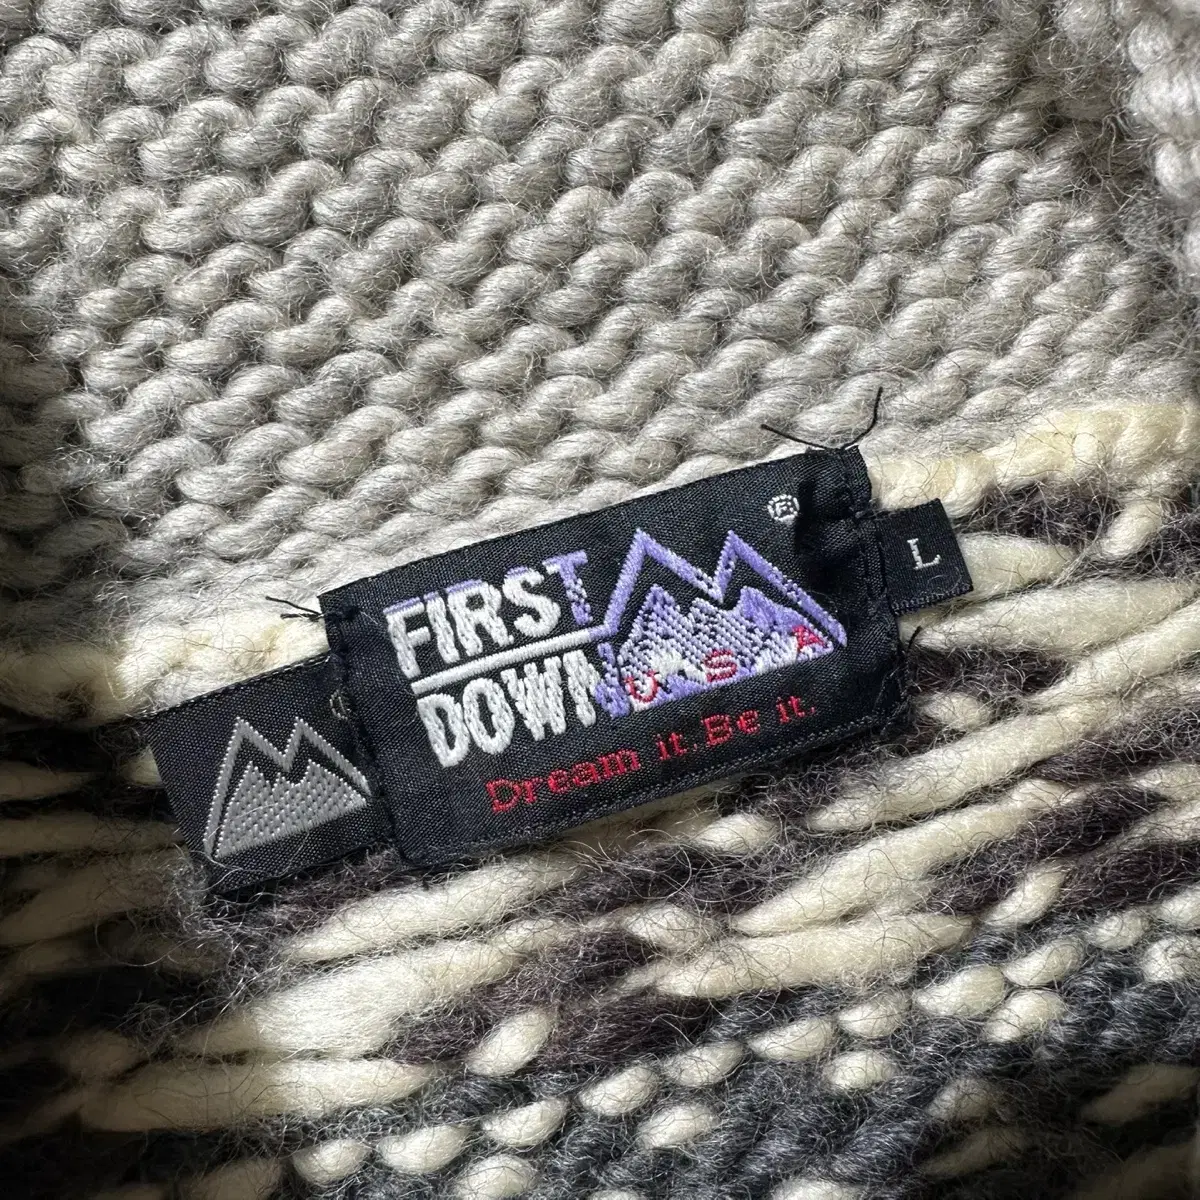 ®
FIRST
DOWN
USA
Dream it. Be it.
L